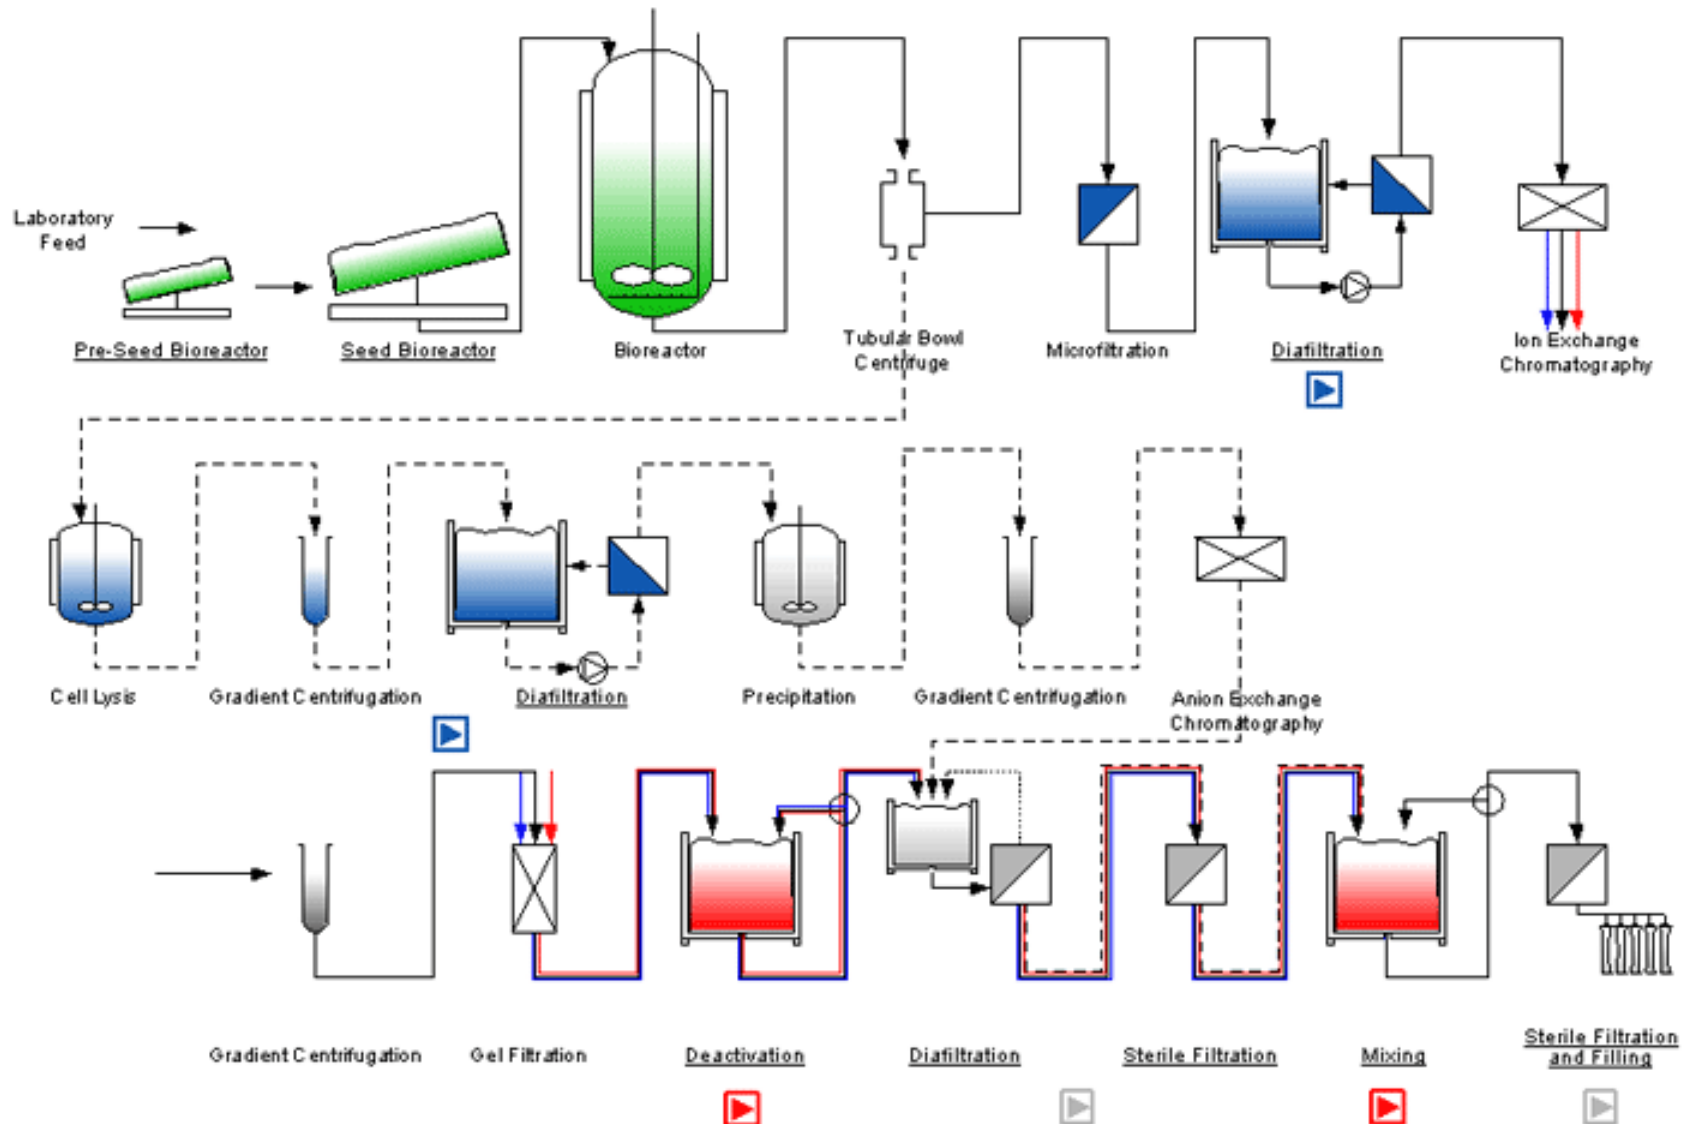 Laboratory
Feed
Pre-Seed Bioreactor
Seed Bioreactor
Bioreactor
Tubular Bowl
Centrifuge
Microfiltration
Diafiltration
Ion Exchange
Chromatography
Cell Lysis
Gradient Centrifugation
Diafiltration
Precipitation
Gradient Centrifugation
Anion Exchange
Chromatography
Gradient Centrifugation
Gel Filtration
Deactivation
Diafiltration
Sterile Filtration
Mixing
Sterile Filtration
and Filling